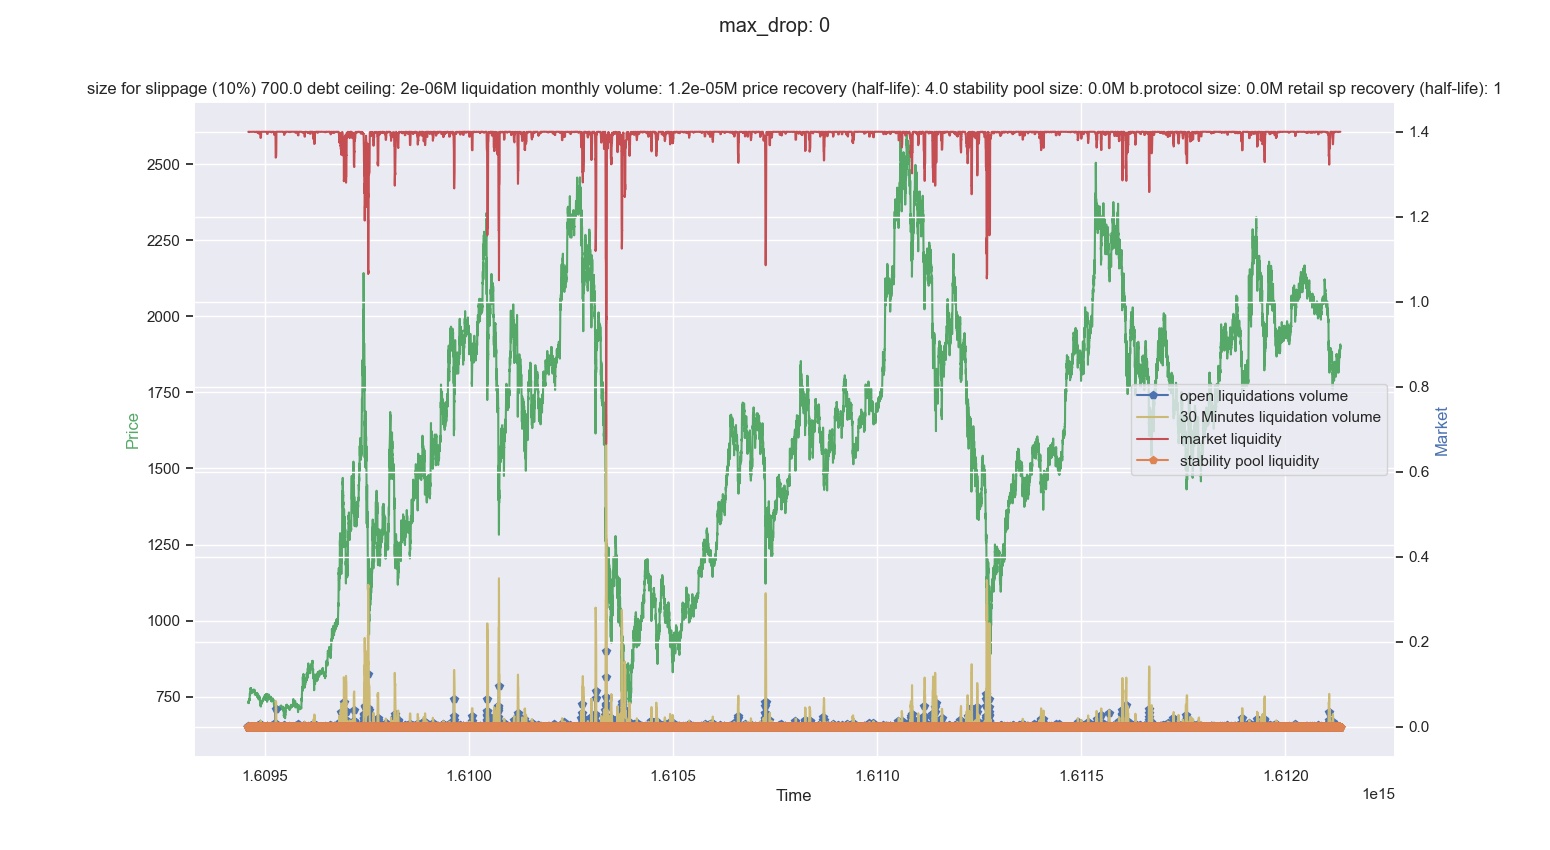 max_drop: 0
size for slippage (10%) 700.0 debt ceiling: 2e-06M liquidation monthly volume: 1.2e-05M price recovery (half-life): 4.0 stability pool size: 0.0M b.protocol size: 0.0M retail sp recovery (half-life): 1
2500
2250
2000
1750
1500
1250
1000
750
Price
1.4
1.2
1.0
0.8
0.6
0.4
0.2
0.0
Market
open liquidations volume
30 Minutes liquidation volume
market liquidity
stability pool liquidity
1.6095
1.6100
1.6105
1.6110
1.6115
1.6120
1e15
Time